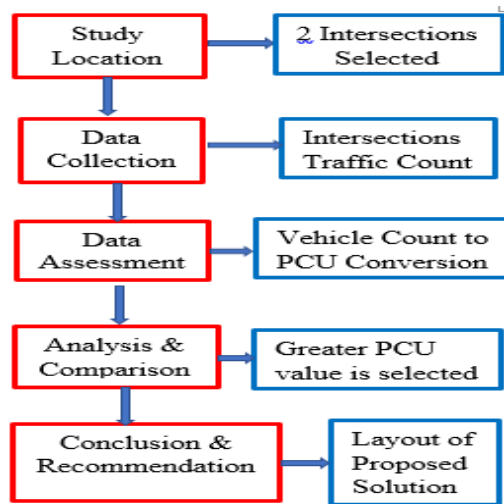 Study
Location
2 Intersections
Selected
Data
Collection
Intersections
Traffic Count
Data
Assessment
Vehicle Count to
PCU Conversion
Analysis &
Comparison
Greater PCU
value is selected
Conclusion &
Recommendation
Layout of
Proposed
Solution